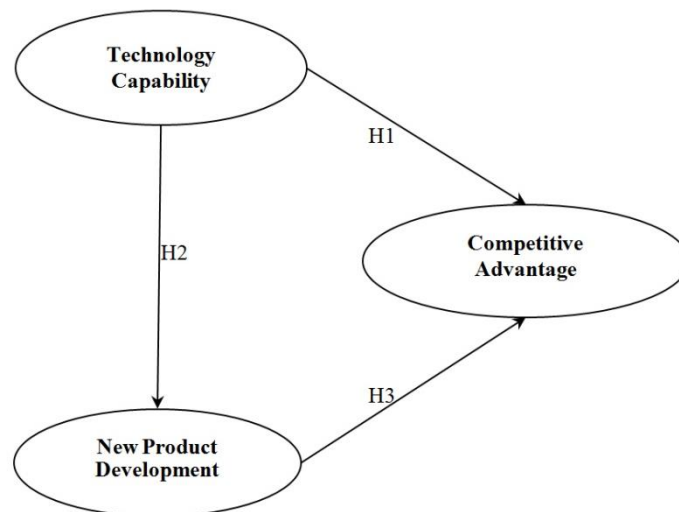 Technology
Capability
H1
H2
Competitive
Advantage
H3
New Product
Development